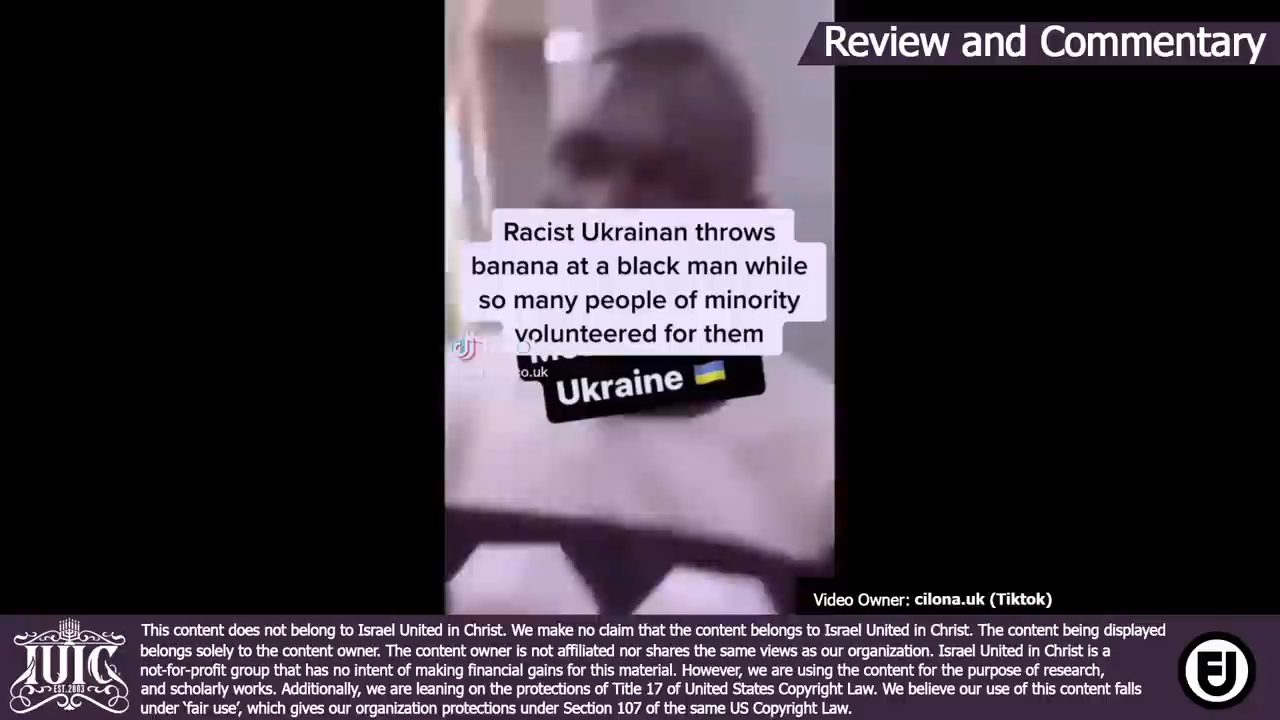 Review and Commentary
Racist Ukrainan throws
banana at a black man while
so many people of minority
volunteered for them
o.uk
Ukraine 🇺🇦
Video Owner: cilona.uk (Tiktok)
This content does not belong to Israel United in Christ. We make no claim that the content belongs to Israel United in Christ. The content being displayed
belongs solely to the content owner. The content owner is not affiliated nor shares the same views as our organization. Israel United in Christ is a
not-for-profit group that has no intent of making financial gains for this material. However, we are using the content for the purpose of research,
and scholarly works. Additionally, we are leaning on the protections of Title 17 of United States Copyright Law. We believe our use of this content falls
under ‘fair use’, which gives our organization protections under Section 107 of the same US Copyright Law.
IUIC
EST. 2003